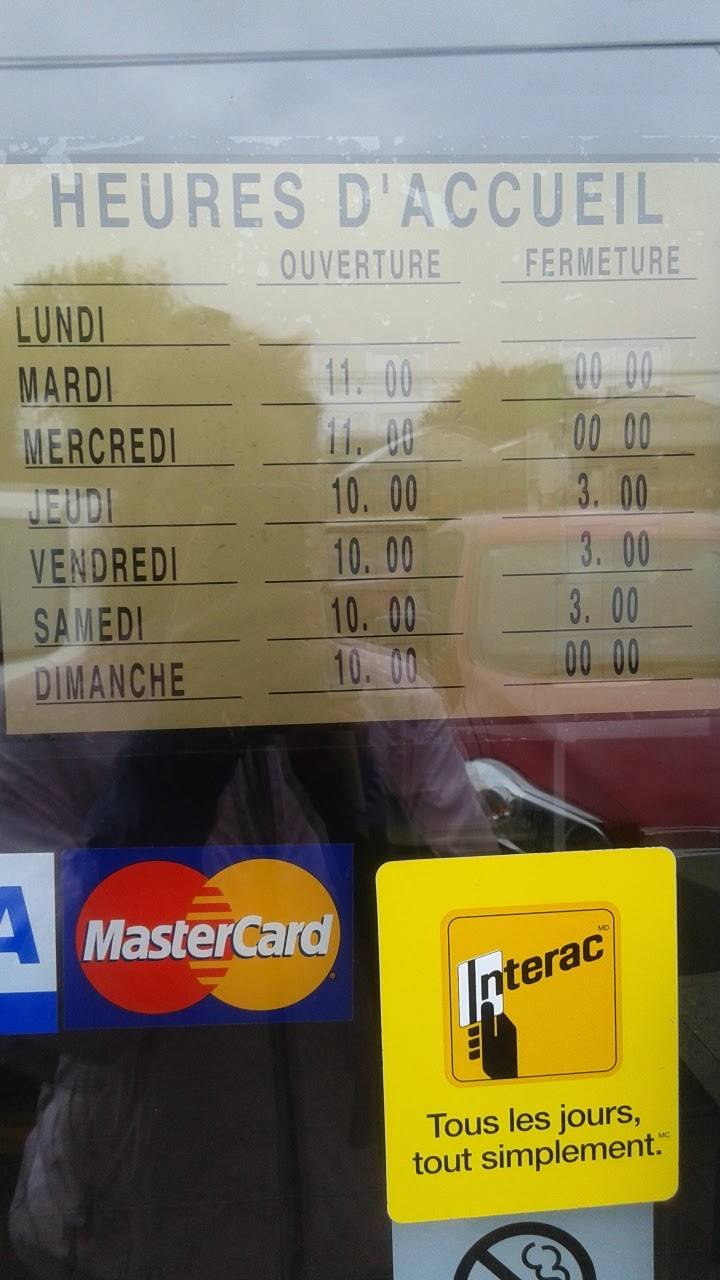 HEURES D'ACCUEIL
OUVERTURE FERMETURE
LUNDI
MARDI 11. 00 00 00
MERCREDI 11. 00 00 00
JEUDI 10. 00 3. 00
VENDREDI 10. 00 3. 00
SAMEDI 10. 00 3. 00
DIMANCHE 10. 00 00 00
A
MasterCard
Interac MD
Tous les jours,
tout simplement. MC